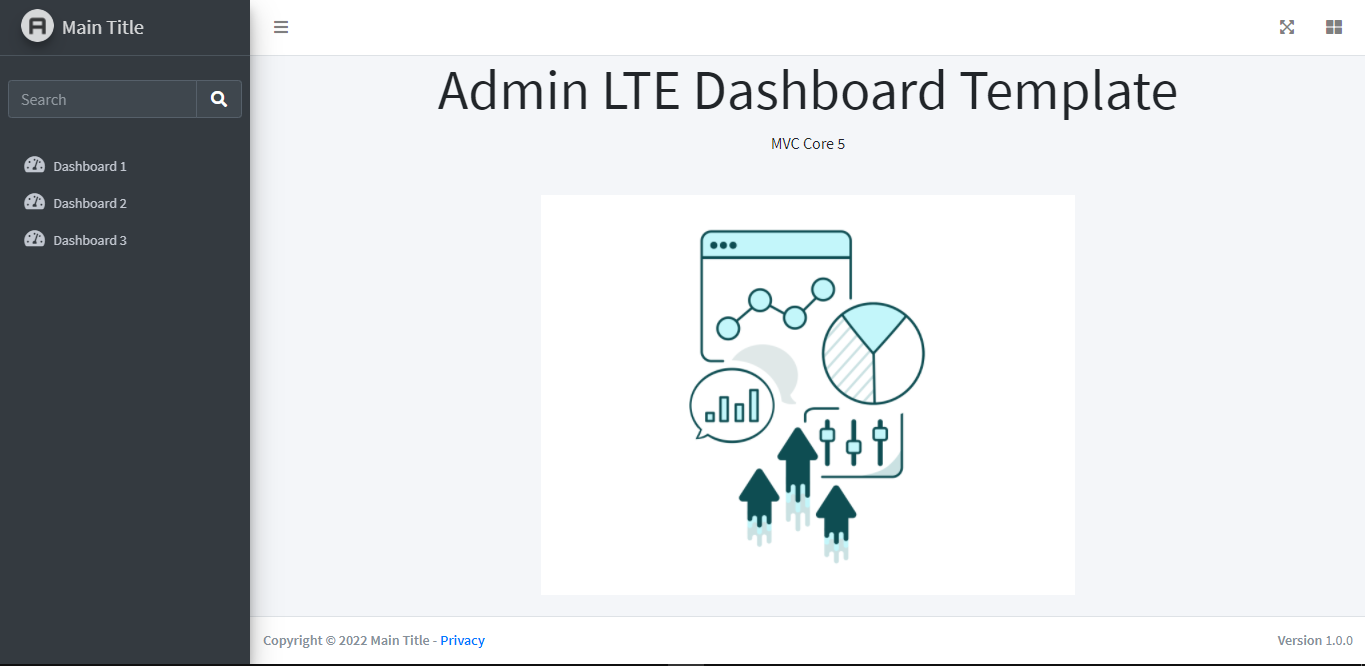 Main Title
Search
Dashboard 1
Dashboard 2
Dashboard 3
Admin LTE Dashboard Template
MVC Core 5
Copyright © 2022 Main Title - Privacy
Version 1.0.0